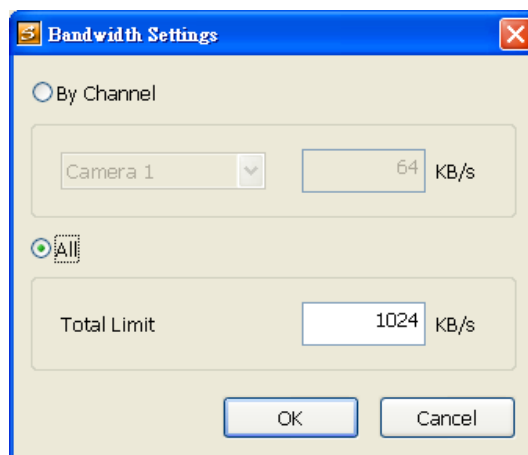 Bandwidth Settings
By Channel
Camera 1 64 KB/s
All
Total Limit 1024 KB/s
OK Cancel